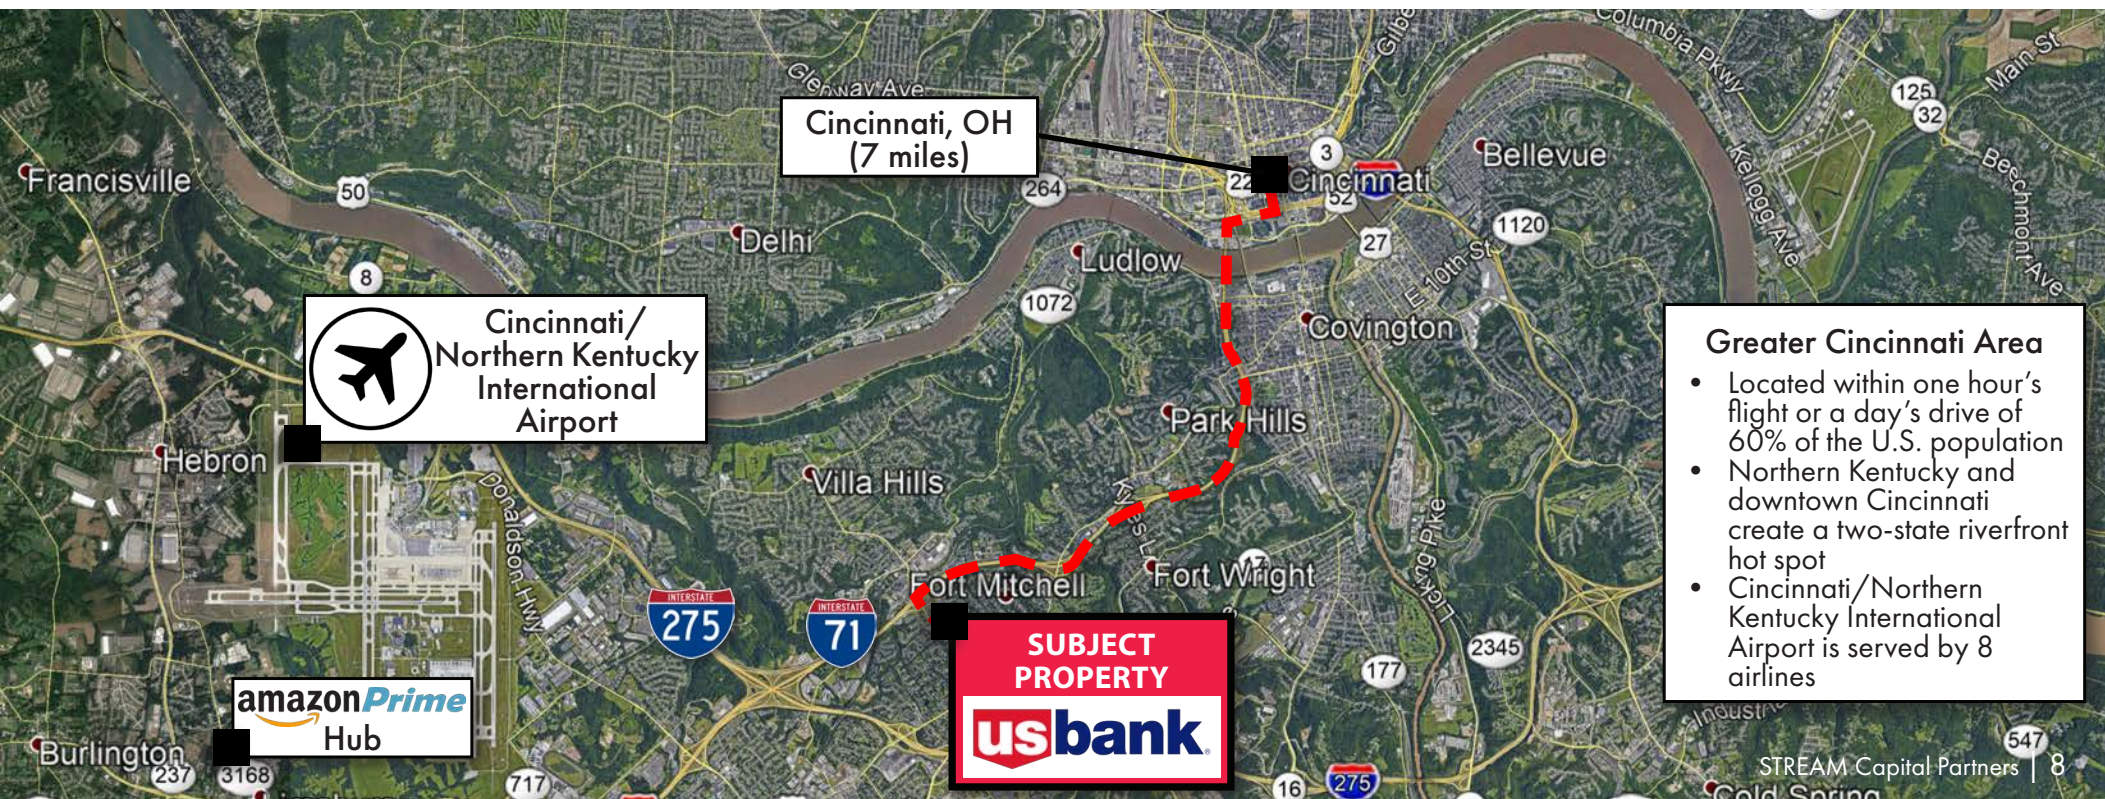 Columbia Pkwy
Gilbe
Main St
Glenway Ave
125
32
Cincinnati, OH
(7 miles)
3
Bellevue
Beechmont Ave
Kellogg Ave
Francisville
50
264
22
Cincinnati
52
Delhi
Ludlow
27
1120
E 10th St
8
1072
Covington
Cincinnati/
Northern Kentucky
International
Airport
Greater Cincinnati Area
• Located within one hour's
flight or a day's drive of
60% of the U.S. population
• Northern Kentucky and
downtown Cincinnati
create a two-state riverfront
hot spot
• Cincinnati/Northern
Kentucky International
Airport is served by 8
airlines
Park Hills
Hebron
Villa Hills
Donaldson Hwy
Licking Pike
Fort Mitchell
Fort Wright
17
INTERSTATE
275
INTERSTATE
71
SUBJECT
PROPERTY
usbank
177
2345
amazonPrime
Hub
Burlington
237
3168
717
16
275
547
STREAM Capital Partners | 8
Cold Spring